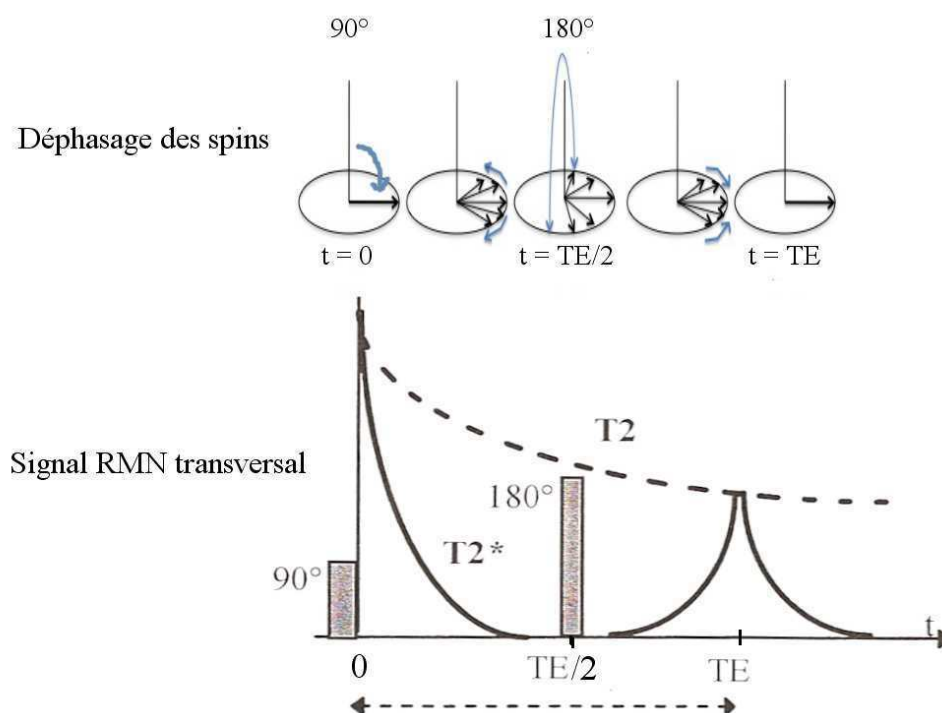 90° 180°
Déphasage des spins
t = 0 t = TE/2 t = TE
T2
Signal RMN transversal
180°
T2*
90°
t
0 TE/2 TE